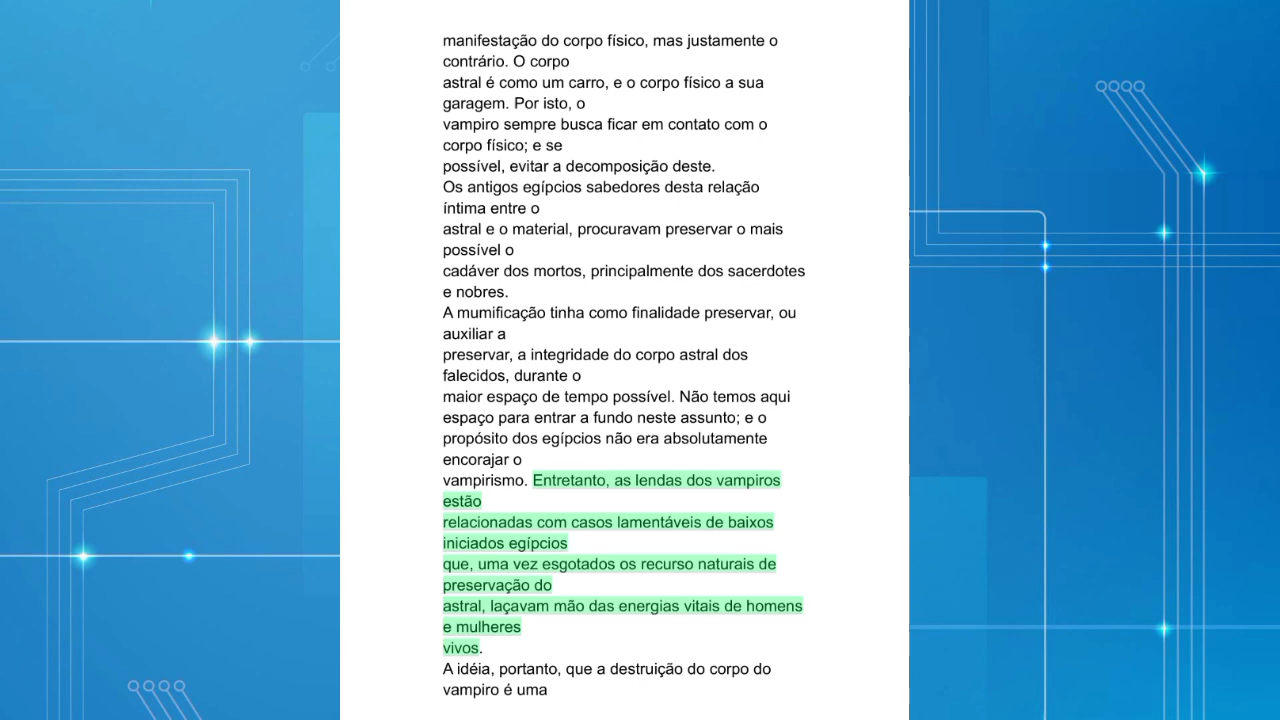 manifestação do corpo físico, mas justamente o
contrário. O corpo
astral é como um carro, e o corpo físico a sua
garagem. Por isto, o
vampiro sempre busca ficar em contato com o
corpo físico; e se
possível, evitar a decomposição deste.
Os antigos egípcios sabedores desta relação
íntima entre o
astral e o material, procuravam preservar o mais
possível o
cadáver dos mortos, principalmente dos sacerdotes
e nobres.
A mumificação tinha como finalidade preservar, ou
auxiliar a
preservar, a integridade do corpo astral dos
falecidos, durante o
maior espaço de tempo possível. Não temos aqui
espaço para entrar a fundo neste assunto; e o
propósito dos egípcios não era absolutamente
encorajar o
vampirismo. Entretanto, as lendas dos vampiros
estão
relacionadas com casos lamentáveis de baixos
iniciados egípcios
que, uma vez esgotados os recurso naturais de
preservação do
astral, laçavam mão das energias vitais de homens
e mulheres
vivos.
A idéia, portanto, que a destruição do corpo do
vampiro é uma